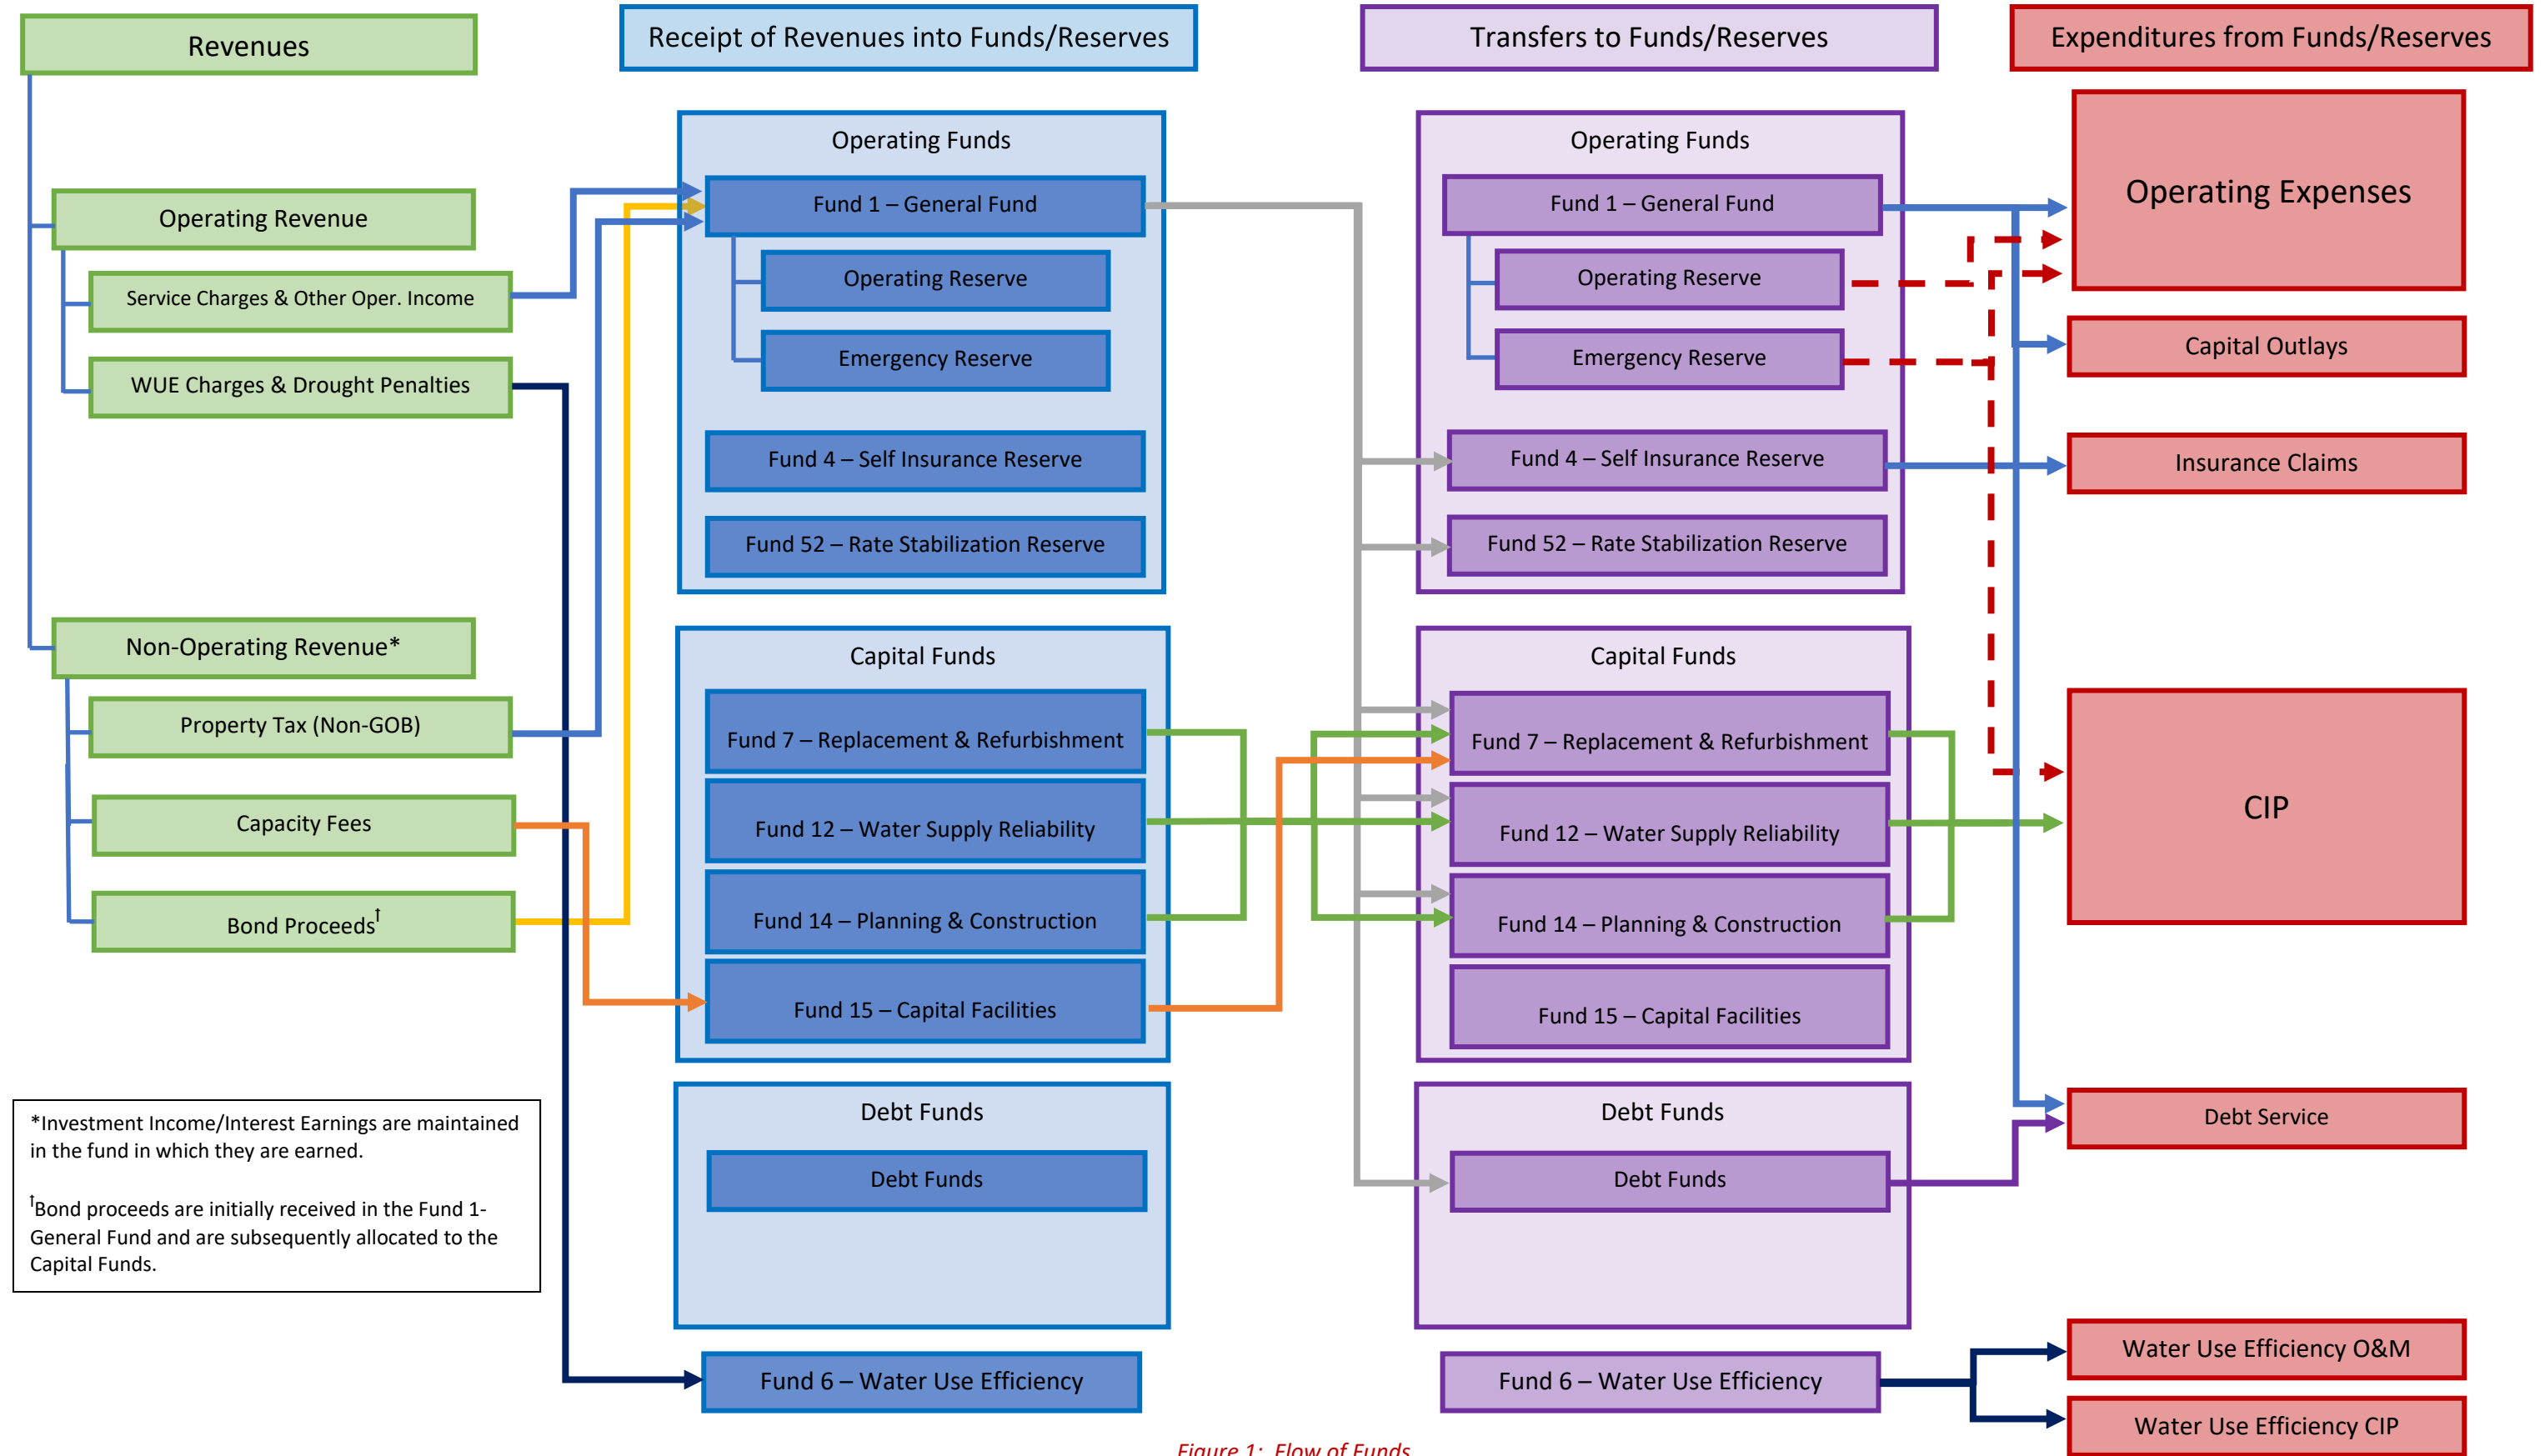 Revenues
Receipt of Revenues into Funds/Reserves
Transfers to Funds/Reserves
Expenditures from Funds/Reserves
Operating Revenue
Service Charges & Other Oper. Income
WUE Charges & Drought Penalties
Non-Operating Revenue*
Property Tax (Non-GOB)
Capacity Fees
Bond Proceeds†
*Investment Income/Interest Earnings are maintained
in the fund in which they are earned.
†Bond proceeds are initially received in the Fund 1-
General Fund and are subsequently allocated to the
Capital Funds.
Operating Funds
Fund 1 – General Fund
Operating Reserve
Emergency Reserve
Fund 4 – Self Insurance Reserve
Fund 52 – Rate Stabilization Reserve
Capital Funds
Fund 7 – Replacement & Refurbishment
Fund 12 – Water Supply Reliability
Fund 14 – Planning & Construction
Fund 15 – Capital Facilities
Debt Funds
Debt Funds
Fund 6 – Water Use Efficiency
Operating Funds
Fund 1 – General Fund
Operating Reserve
Emergency Reserve
Fund 4 – Self Insurance Reserve
Fund 52 – Rate Stabilization Reserve
Capital Funds
Fund 7 – Replacement & Refurbishment
Fund 12 – Water Supply Reliability
Fund 14 – Planning & Construction
Fund 15 – Capital Facilities
Debt Funds
Debt Funds
Fund 6 – Water Use Efficiency
Operating Expenses
Capital Outlays
Insurance Claims
CIP
Debt Service
Water Use Efficiency O&M
Water Use Efficiency CIP
Figure 1: Flow of Funds